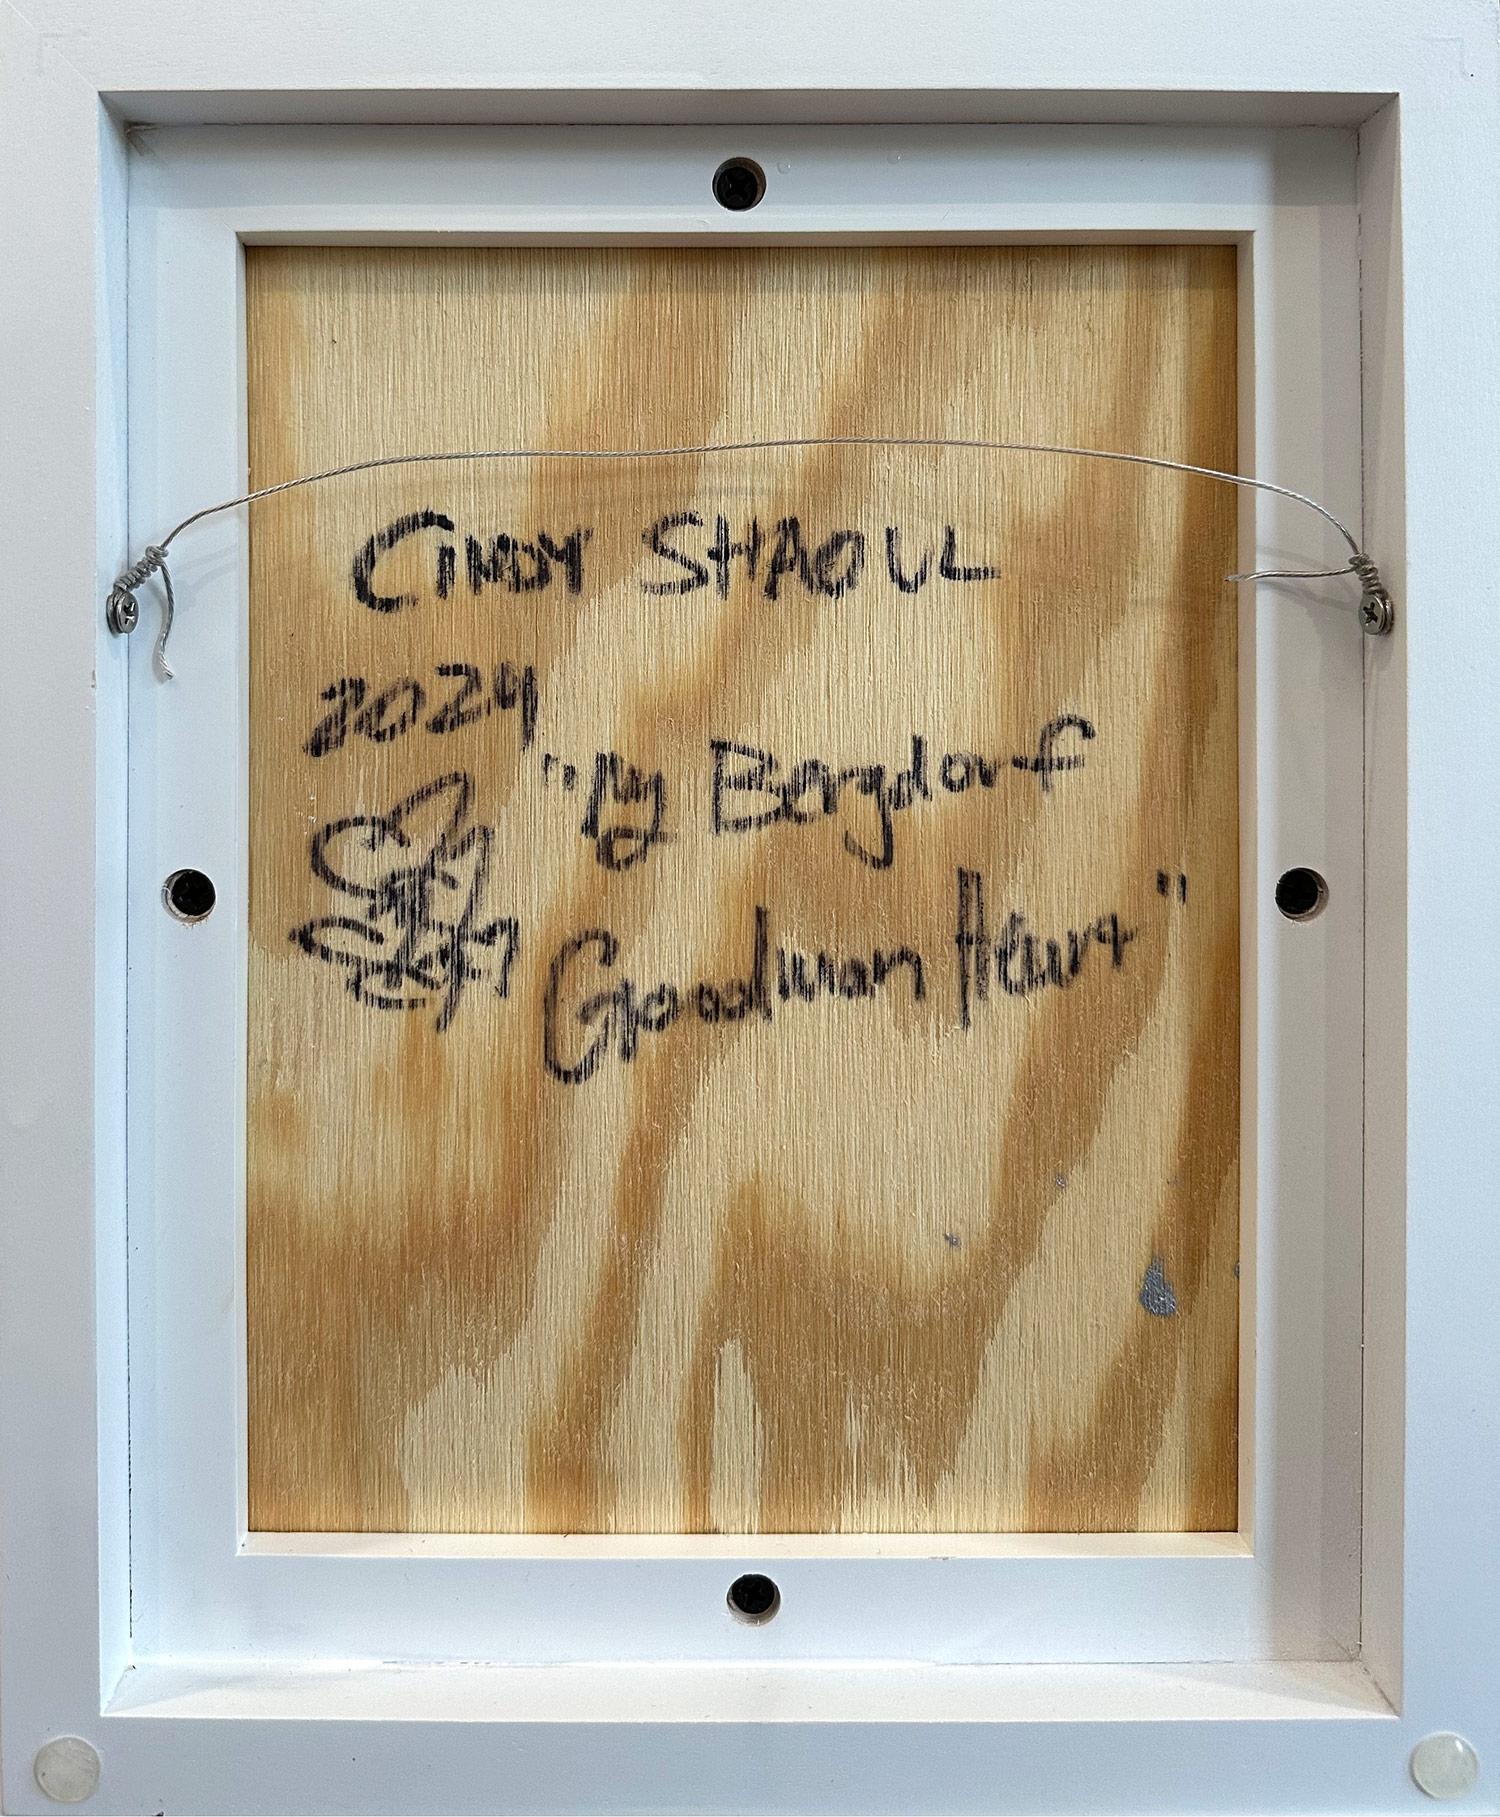 CINDY SHAOUL
2024
"My Bergdorf
Goodman Heart"